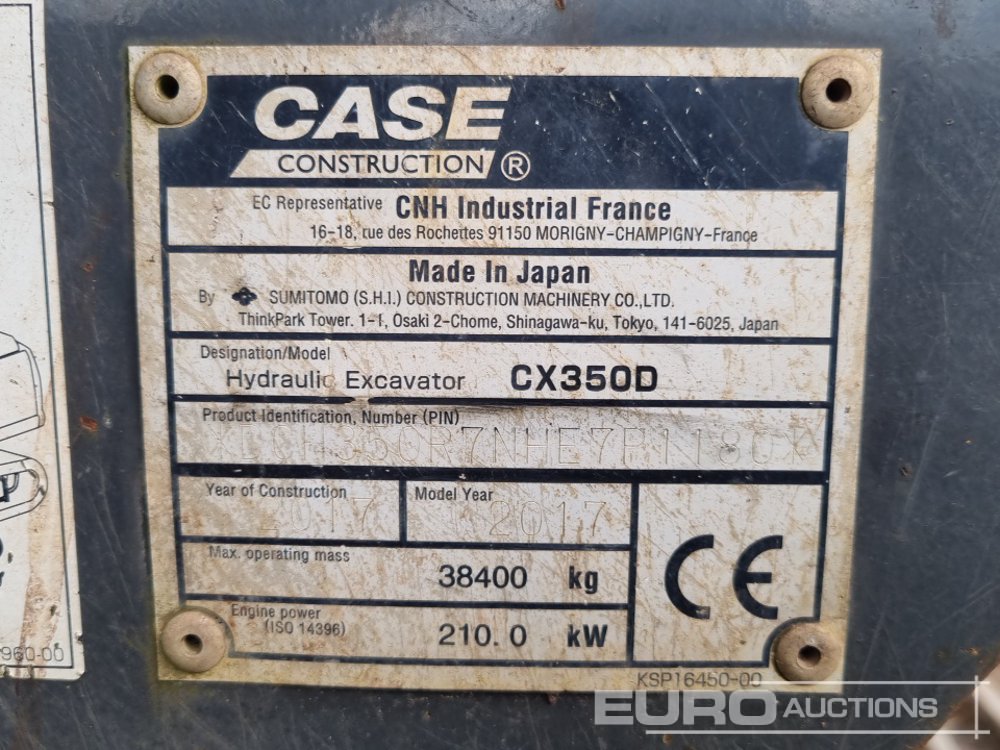 CASE
CONSTRUCTION ®
EC Representative CNH Industrial France
16-18, rue des Rochettes 91150 MORIGNY-CHAMPIGNY-France
Made In Japan
By SUMITOMO (S.H.I.) CONSTRUCTION MACHINERY CO.,LTD.
ThinkPark Tower. 1-1, Osaki 2-Chome, Shinagawa-ku, Tokyo, 141-6025, Japan
Designation/Model
Hydraulic Excavator CX350D
Product Identification, Number (PIN)
Year of Construction Model Year
2017 2017
Max. operating mass
38400 kg
Engine power
(ISO 14396)
210.0 kW
CE
KSP16450-00
960-00
EURO AUCTIONS